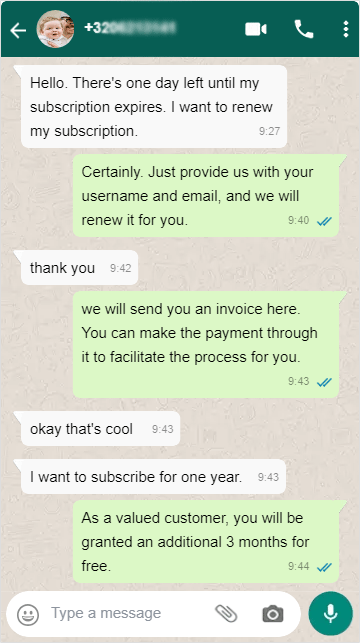 Hello. There's one day left until my
subscription expires. I want to renew
my subscription.
9:27
Certainly. Just provide us with your
username and email, and we will
renew it for you.
9:40
thank you 9:42
we will send you an invoice here.
You can make the payment through
it to facilitate the process for you.
9:43
okay that's cool 9:43
I want to subscribe for one year. 9:43
As a valued customer, you will be
granted an additional 3 months for
free.
9:44
Type a message